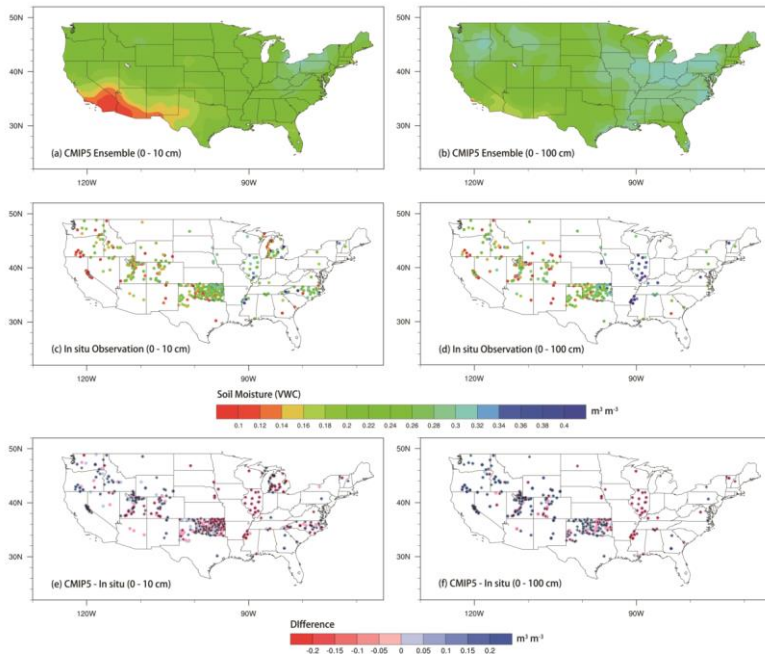 50N
40N
30N
(a) CMIP5 Ensemble (0 - 10 cm)
120W
90W
50N
40N
30N
(b) CMIP5 Ensemble (0 - 100 cm)
120W
90W
50N
40N
30N
(c) In situ Observation (0 - 10 cm)
120W
90W
50N
40N
30N
(d) In situ Observation (0 - 100 cm)
120W
90W
Soil Moisture (VWC)
m³ m⁻³
0.1 0.12 0.14 0.16 0.18 0.2 0.22 0.24 0.26 0.28 0.3 0.32 0.34 0.36 0.38 0.4
50N
40N
30N
(e) CMIP5 - In situ (0 - 10 cm)
120W
90W
50N
40N
30N
(f) CMIP5 - In situ (0 - 100 cm)
120W
90W
DIfference
m³ m⁻³
-0.2 -0.15 -0.1 -0.05 0 0.05 0.1 0.15 0.2